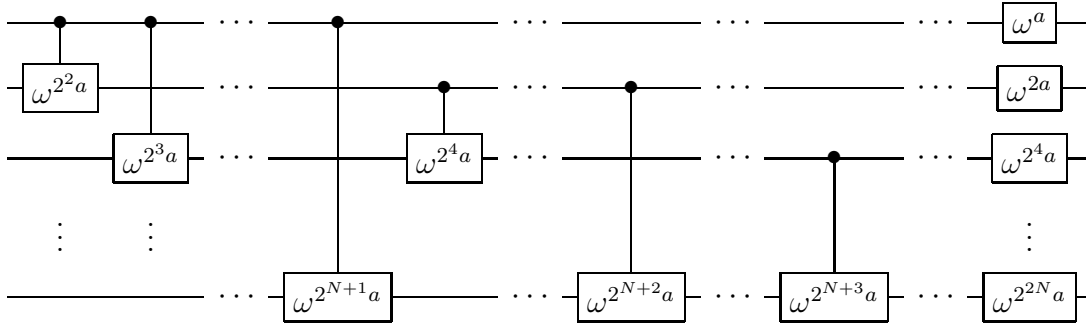 ⋯ ⋯ ⋯ ω^a
ω^{2^2 a} ⋯ ⋯ ⋯ ω^{2a}
ω^{2^3 a} ⋯ ω^{2^4 a} ⋯ ⋯ ⋯ ω^{2^4 a}
⋮ ⋮ ⋮
⋯ ω^{2^{N+1} a} ⋯ ω^{2^{N+2} a} ⋯ ω^{2^{N+3} a} ⋯ ω^{2^{2N} a}